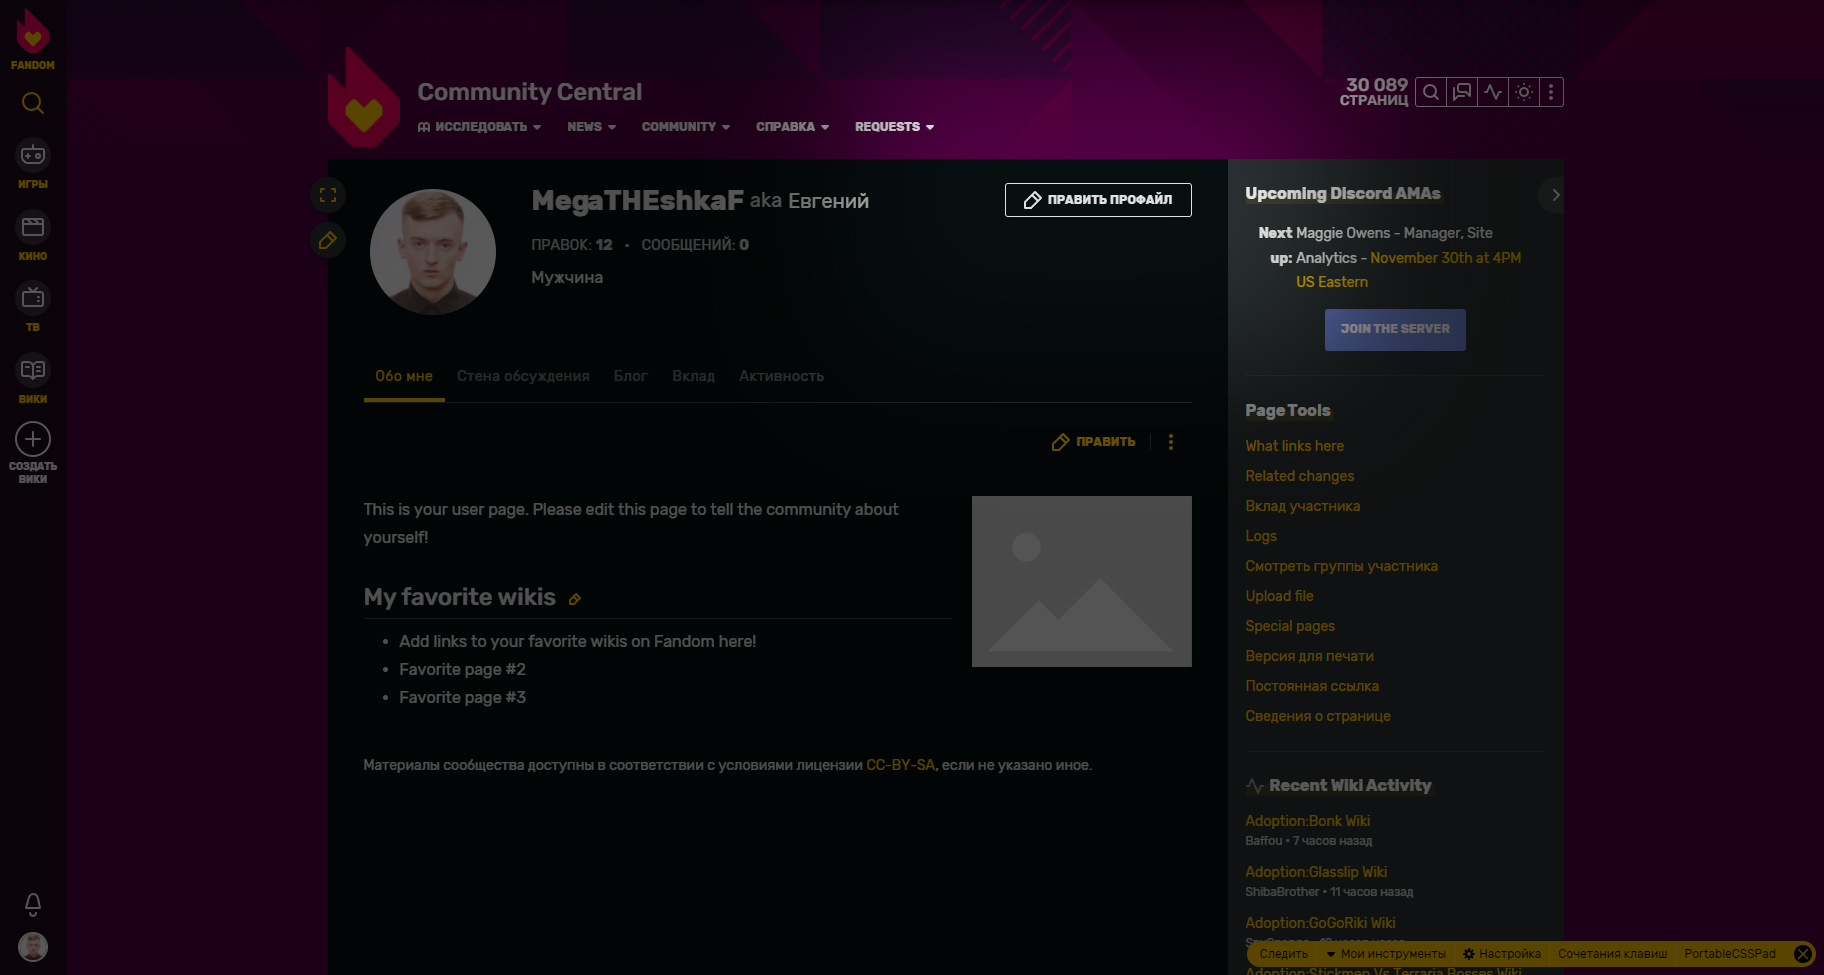 FANDOM
ИГРЫ
КИНО
ТВ
ВИКИ
СОЗДАТЬ
ВИКИ
Community Central
ИССЛЕДОВАТЬ NEWS COMMUNITY СПРАВКА REQUESTS
30 089
СТРАНИЦ
MegaTHEshkaF aka Евгений
ПРАВИТЬ ПРОФАЙЛ
ПРАВОК: 12 • СООБЩЕНИЙ: 0
Мужчина
Обо мне Стена обсуждения Блог Вклад Активность
ПРАВИТЬ
This is your user page. Please edit this page to tell the community about
yourself!
My favorite wikis
• Add links to your favorite wikis on Fandom here!
• Favorite page #2
• Favorite page #3
Материалы сообщества доступны в соответствии с условиями лицензии CC-BY-SA, если не указано иное.
Upcoming Discord AMAs
Next Maggie Owens - Manager, Site
up: Analytics - November 30th at 4PM
US Eastern
JOIN THE SERVER
Page Tools
What links here
Related changes
Вклад участника
Logs
Смотреть группы участника
Upload file
Special pages
Версия для печати
Постоянная ссылка
Сведения о странице
Recent Wiki Activity
Adoption:Bonk Wiki
Baffou • 7 часов назад
Adoption:Glasslip Wiki
ShibaBrother • 11 часов назад
Adoption:GoGoRiki Wiki
Следить Мои инструменты Настройка Сочетания клавиш PortableCSSPad
Adoption:Stickmen Vs Terraria Bosses Wiki